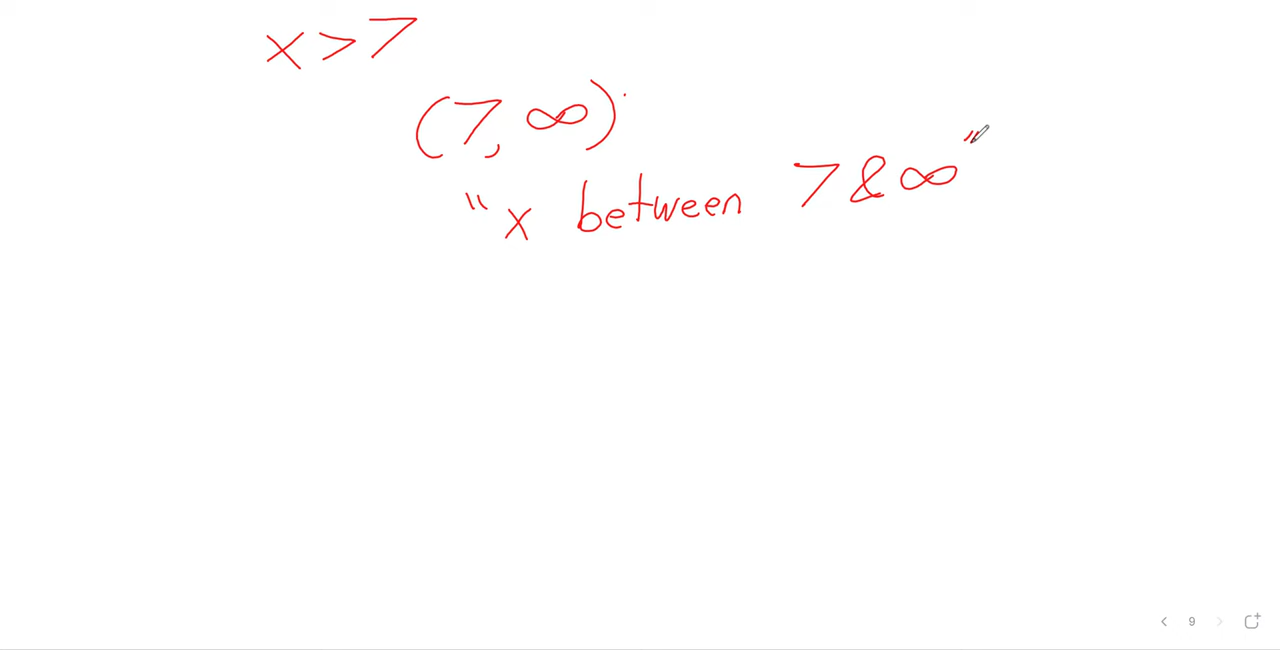 x > 7
(7, ∞)
"x between 7 & ∞"
9